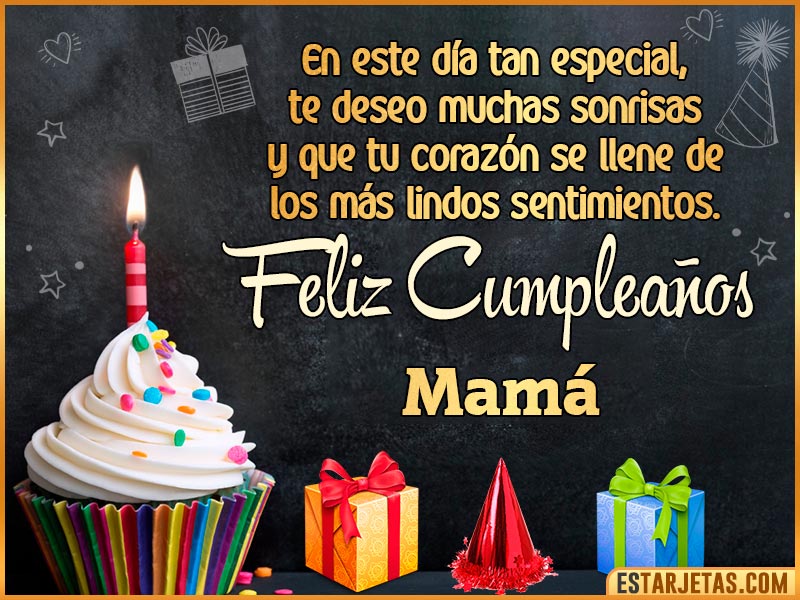 En este día tan especial,
te deseo muchas sonrisas
y que tu corazón se llene de
los más lindos sentimientos.
Feliz Cumpleaños
Mamá
ESTARJETAS.COM